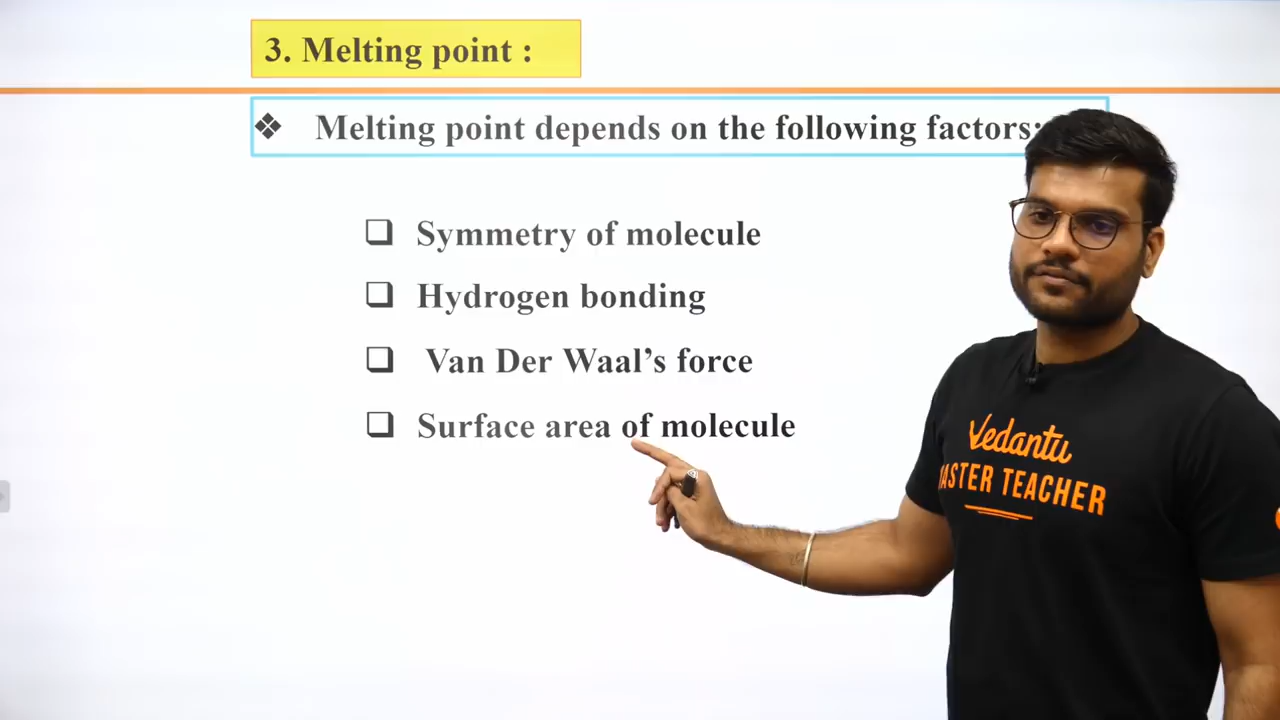 3. Melting point :
❖ Melting point depends on the following factors:
❑ Symmetry of molecule
❑ Hydrogen bonding
❑ Van Der Waal’s force
❑ Surface area of molecule
Vedantu
MASTER TEACHER